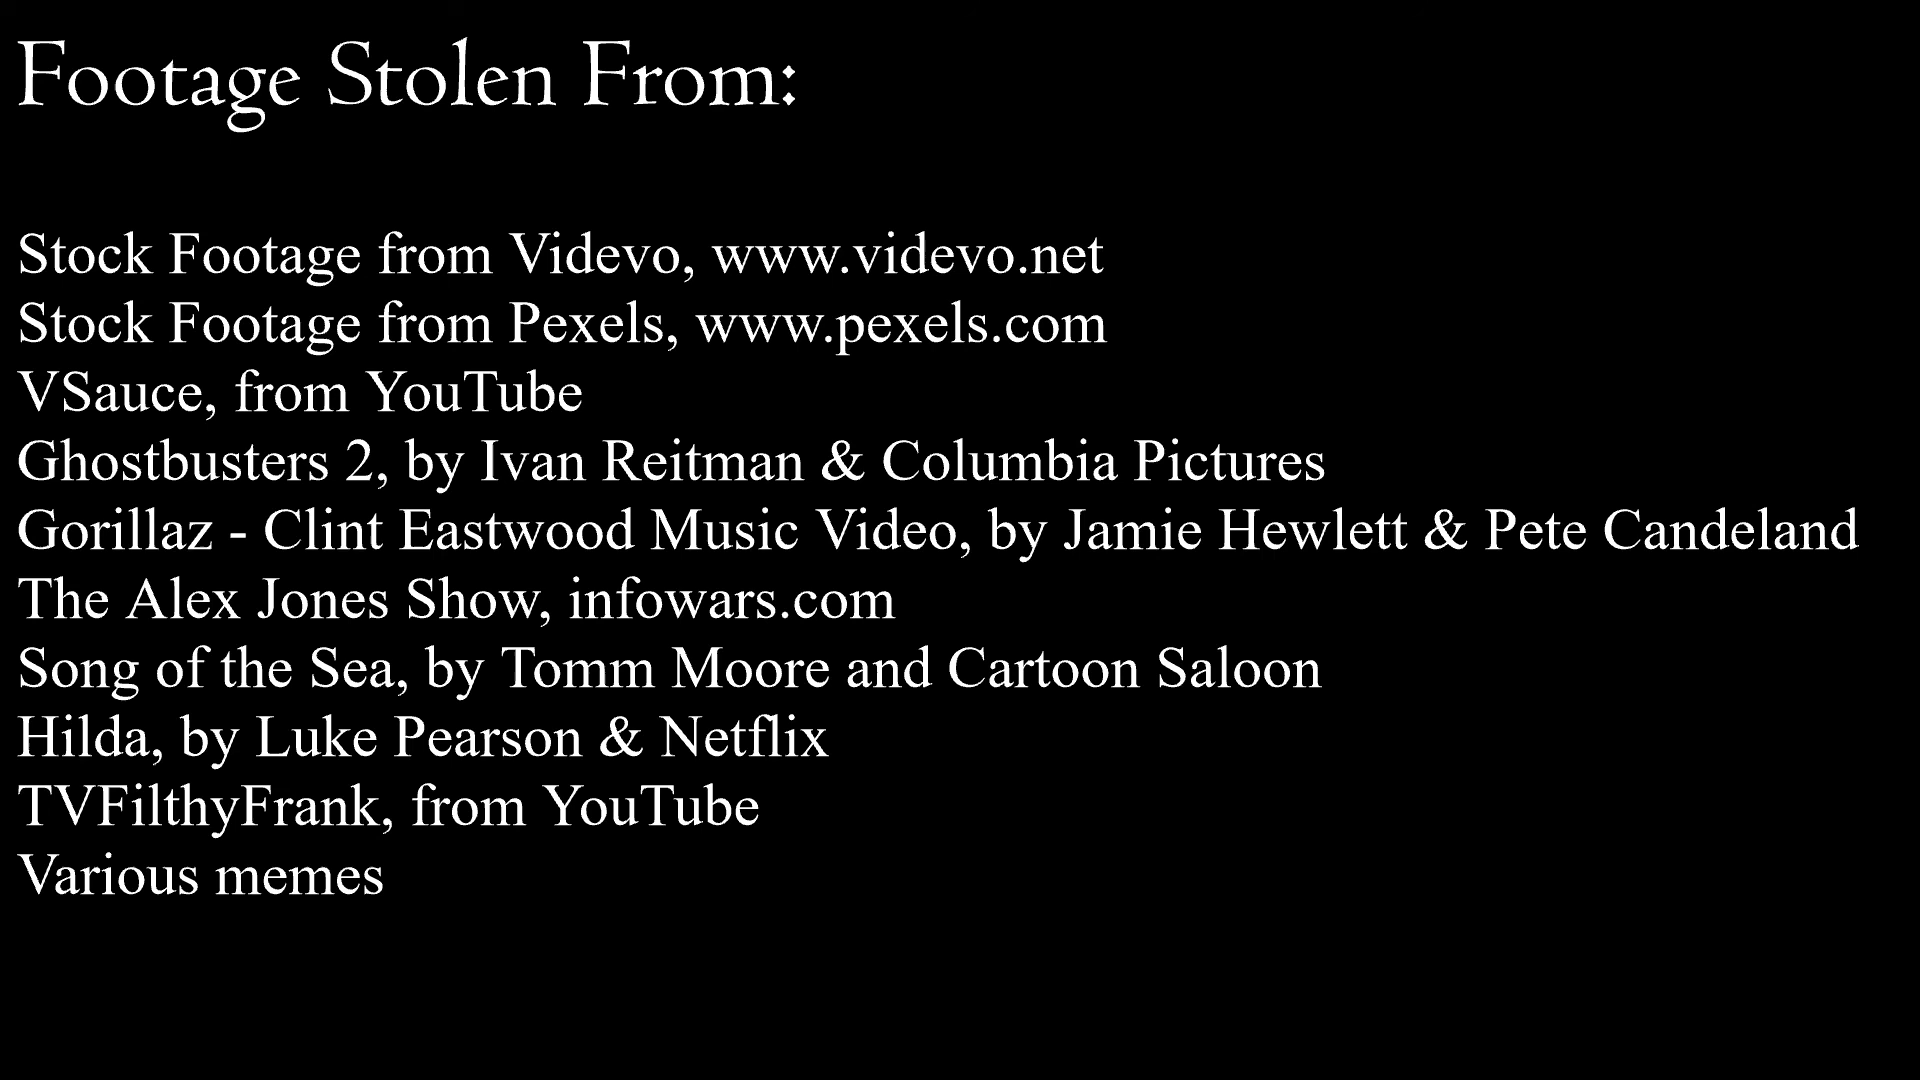 Footage Stolen From:
Stock Footage from Videvo, www.videvo.net
Stock Footage from Pexels, www.pexels.com
VSauce, from YouTube
Ghostbusters 2, by Ivan Reitman & Columbia Pictures
Gorillaz - Clint Eastwood Music Video, by Jamie Hewlett & Pete Candeland
The Alex Jones Show, infowars.com
Song of the Sea, by Tomm Moore and Cartoon Saloon
Hilda, by Luke Pearson & Netflix
TVFilthyFrank, from YouTube
Various memes